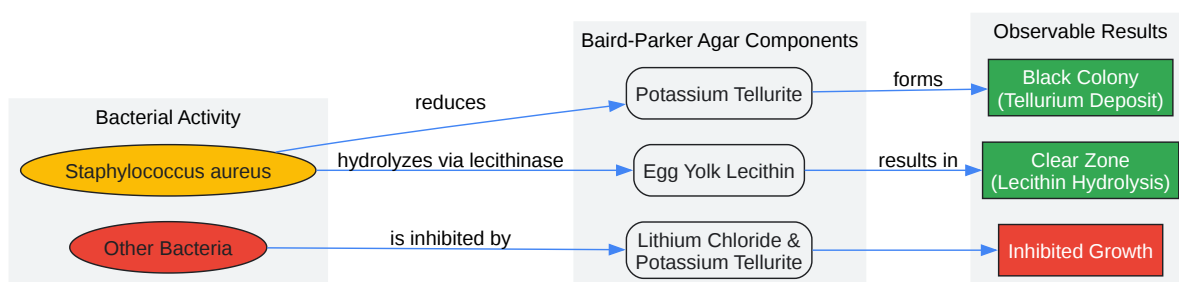 Baird-Parker Agar Components
Observable Results
Bacterial Activity
reduces
Potassium Tellurite
forms
Black Colony
(Tellurium Deposit)
Staphylococcus aureus
hydrolyzes via lecithinase
Egg Yolk Lecithin
results in
Clear Zone
(Lecithin Hydrolysis)
Other Bacteria
is inhibited by
Lithium Chloride &
Potassium Tellurite
Inhibited Growth